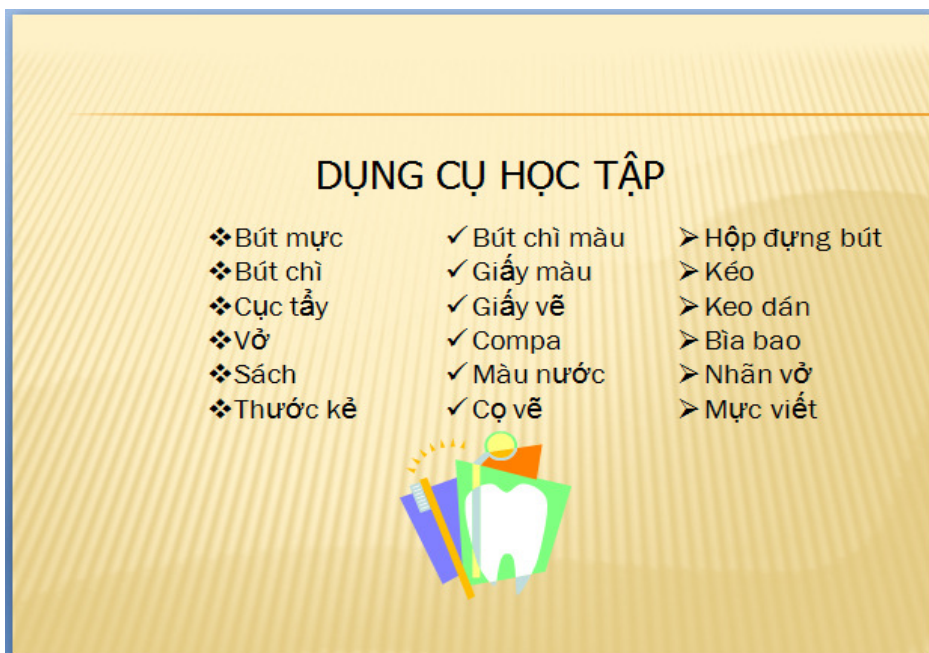 DỤNG CỤ HỌC TẬP
❖Bút mực
❖Bút chì
❖Cục tẩy
❖Vở
❖Sách
❖Thước kẻ
✓Bút chì màu
✓Giấy màu
✓Giấy vẽ
✓Compa
✓Màu nước
✓Cọ vẽ
➢Hộp đựng bút
➢Kéo
➢Keo dán
➢Bìa bao
➢Nhãn vở
➢Mực viết